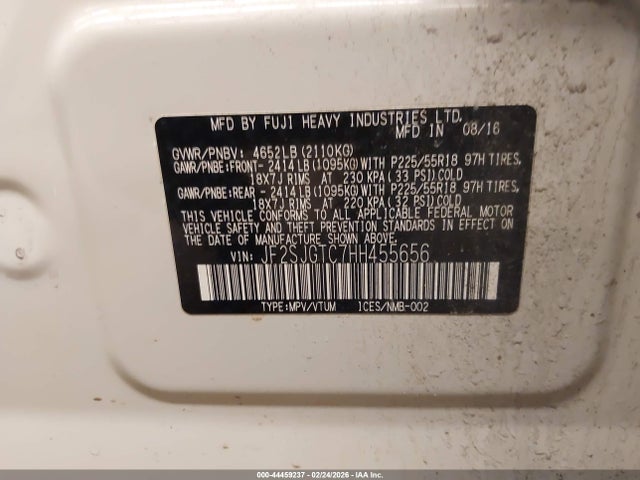 MFD BY FUJI HEAVY INDUSTRIES LTD.
MFD IN 08/16
GVWR/PNBV: 4652LB (2110KG)
GAWR/PNBE:FRONT- 2414LB(1095KG)WITH P225/55R18 97H TIRES,
18X7J RIMS AT 230 KPA(33 PSI)COLD
GAWR/PNBE:REAR - 2414LB(1095KG)WITH P225/55R18 97H TIRES,
18X7J RIMS AT 220 KPA(32 PSI)COLD
THIS VEHICLE CONFORMS TO ALL APPLICABLE FEDERAL MOTOR
VEHICLE SAFETY AND THEFT PREVENTION STANDARDS IN EFFECT ON
THE DATE OF MANUFACTURE SHOWN ABOVE.
VIN: JF2SJGTC7HH455656
TYPE:MPV/VTUM ICES/NMB-002
000-44459237 - 02/24/2026 - IAAI.COM